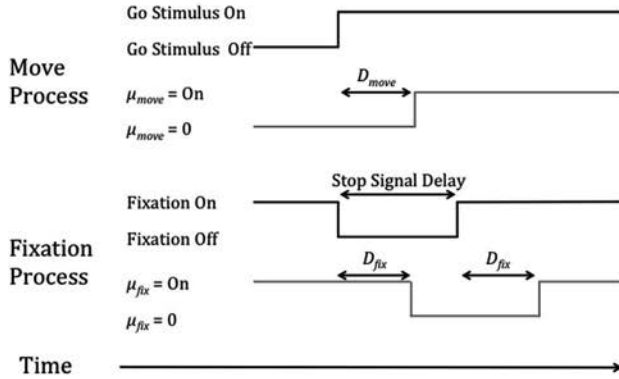 Go Stimulus On
Go Stimulus Off
Move
Process
D_move
μ_move = On
μ_move = 0
Stop Signal Delay
Fixation On
Fixation Off
Fixation
Process
D_fix
D_fix
μ_fix = On
μ_fix = 0
Time